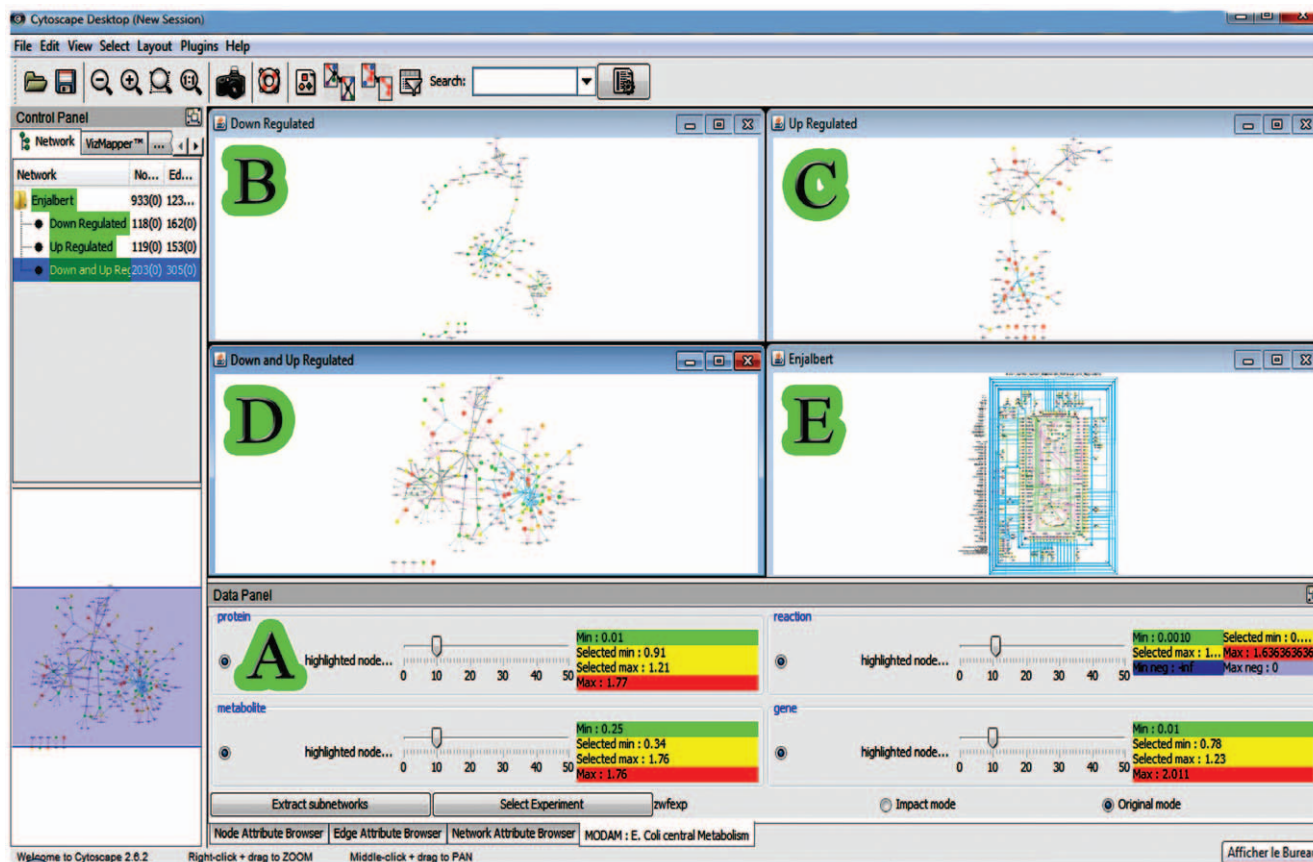 Cytoscape Desktop (New Session)
File Edit View Select Layout Plugins Help
Search:
Control Panel
Network VizMapper™ ...
Network No... Ed...
Enjalbert 933(0) 123...
Down Regulated 118(0) 162(0)
Up Regulated 119(0) 153(0)
Down and Up Reg 203(0) 305(0)
Down Regulated
B
Up Regulated
C
Down and Up Regulated
D
Enjalbert
E
Data Panel
protein
A
highlighted node...
0 10 20 30 40 50
Min : 0.01
Selected min : 0.91
Selected max : 1.21
Max : 1.77
reaction
highlighted node...
0 10 20 30 40 50
Min : 0.0010 Selected min : 0....
Selected max : 1... Max : 1.636363636
Min neg : -inf Max neg : 0
metabolite
highlighted node...
0 10 20 30 40 50
Min : 0.25
Selected min : 0.34
Selected max : 1.76
Max : 1.76
gene
highlighted node...
0 10 20 30 40 50
Min : 0.01
Selected min : 0.78
Selected max : 1.23
Max : 2.011
Extract subnetworks Select Experiment zwfexp Impact mode Original mode
Node Attribute Browser Edge Attribute Browser Network Attribute Browser MODAM : E. Coli central Metabolism
Welcome to Cytoscape 2.6.2 Right-click + drag to ZOOM Middle-click + drag to PAN
Afficher le Bureau